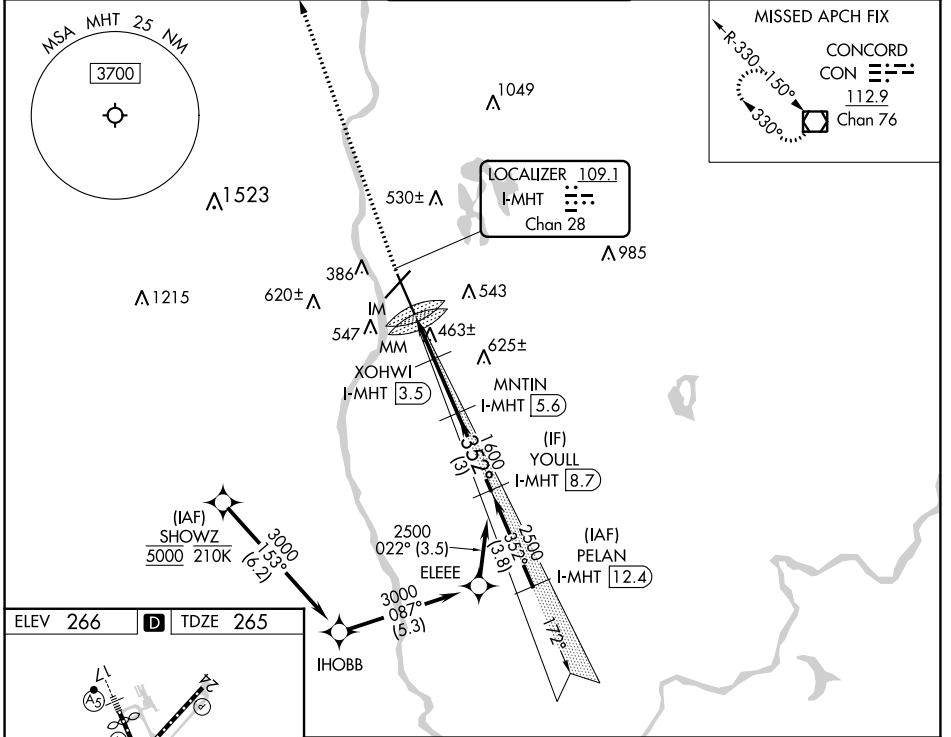 MSA MHT 25 NM
3700
MISSED APCH FIX
R-330
150°
330°
CONCORD
CON
112.9
Chan 76
1049
1523
530±
LOCALIZER 109.1
I-MHT
Chan 28
985
386
1215
620±
543
IM
547
463±
MM
625±
XOHWI
I-MHT 3.5
MNTIN
I-MHT 5.6
1600
352°
(3)
(IF)
YOULL
I-MHT 8.7
(IAF)
SHOWZ
5000 210K
3000
153°
(6.2)
2500
022° (3.5)
ELEEE
2500
352°
(3.8)
(IAF)
PELAN
I-MHT 12.4
3000
087°
(5.3)
172°
IHOBB
ELEV 266
D
TDZE 265
17
A5
24
P